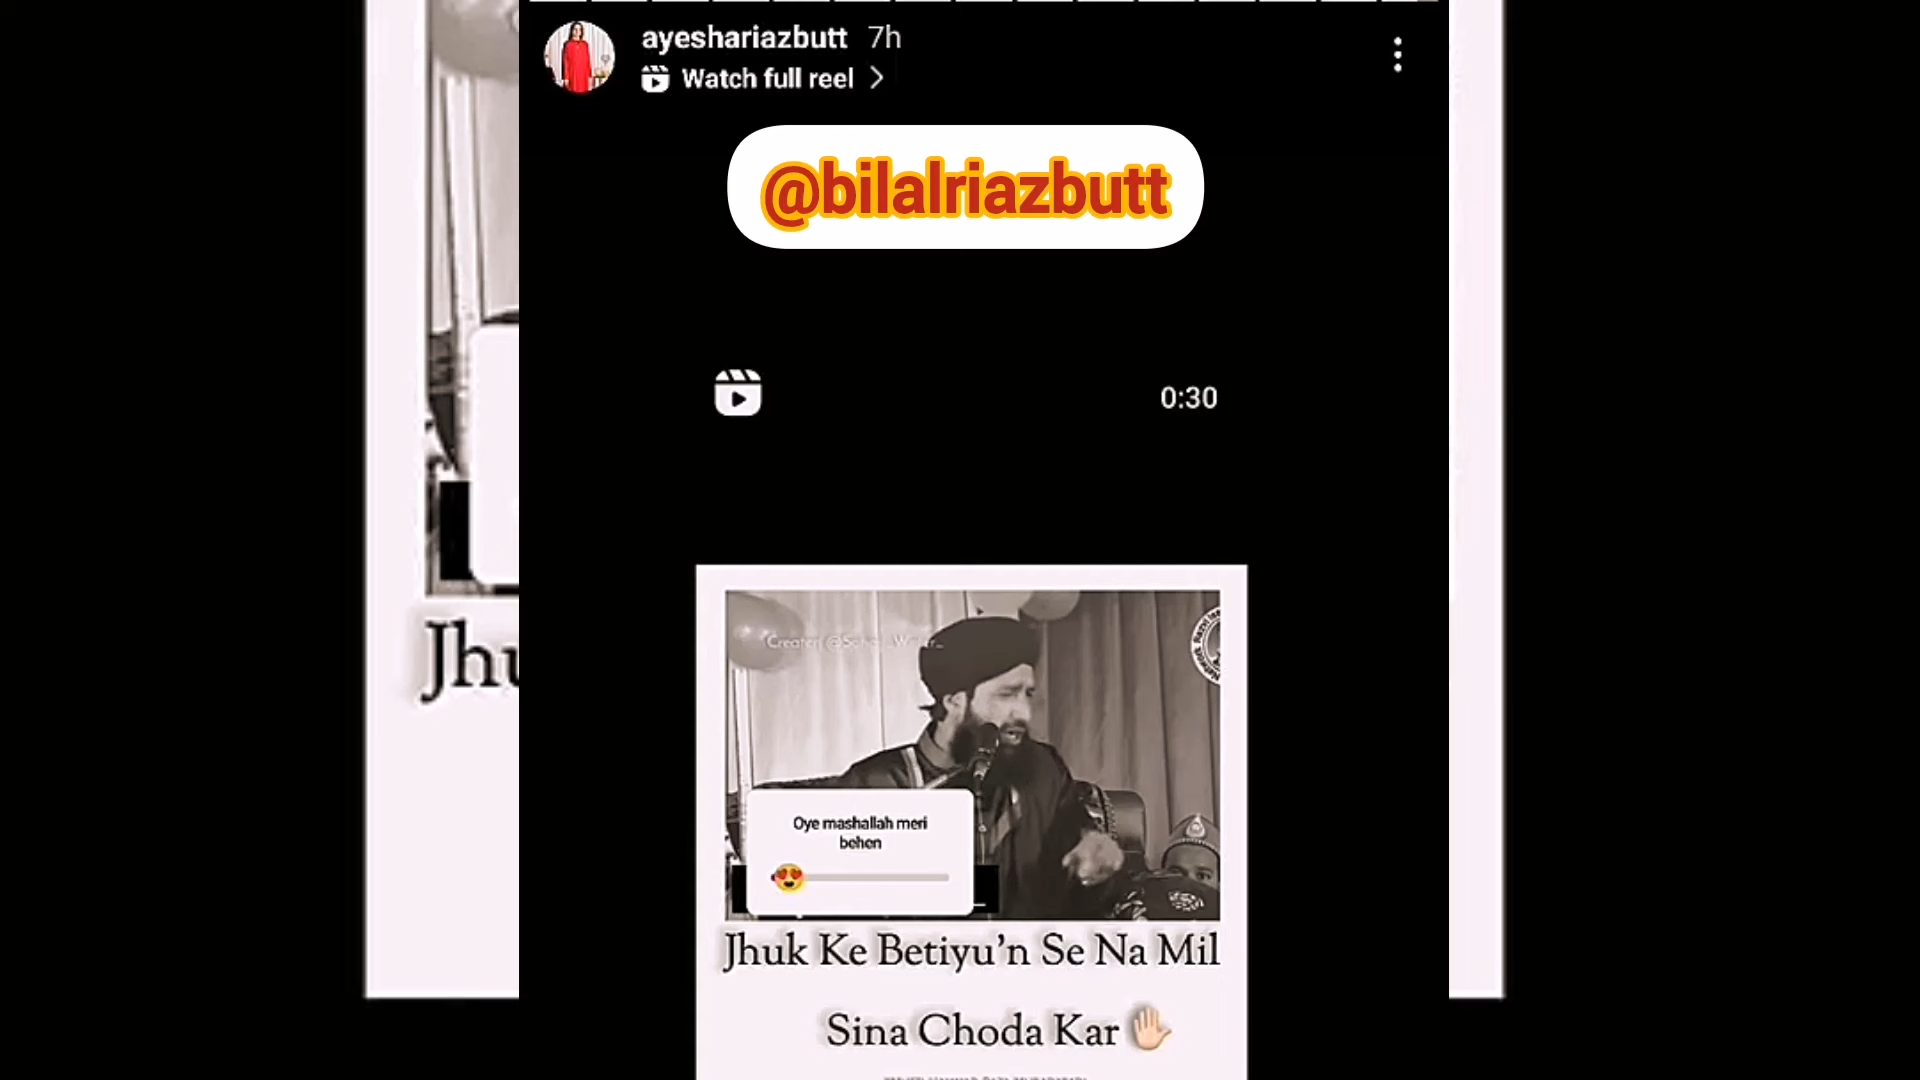 ayeshariazbutt 7h
Watch full reel
@bilalriazbutt
0:30
Oye mashallah meri
behen
Jhu
Jhuk Ke Betiyu'n Se Na Mil
Sina Choda Kar